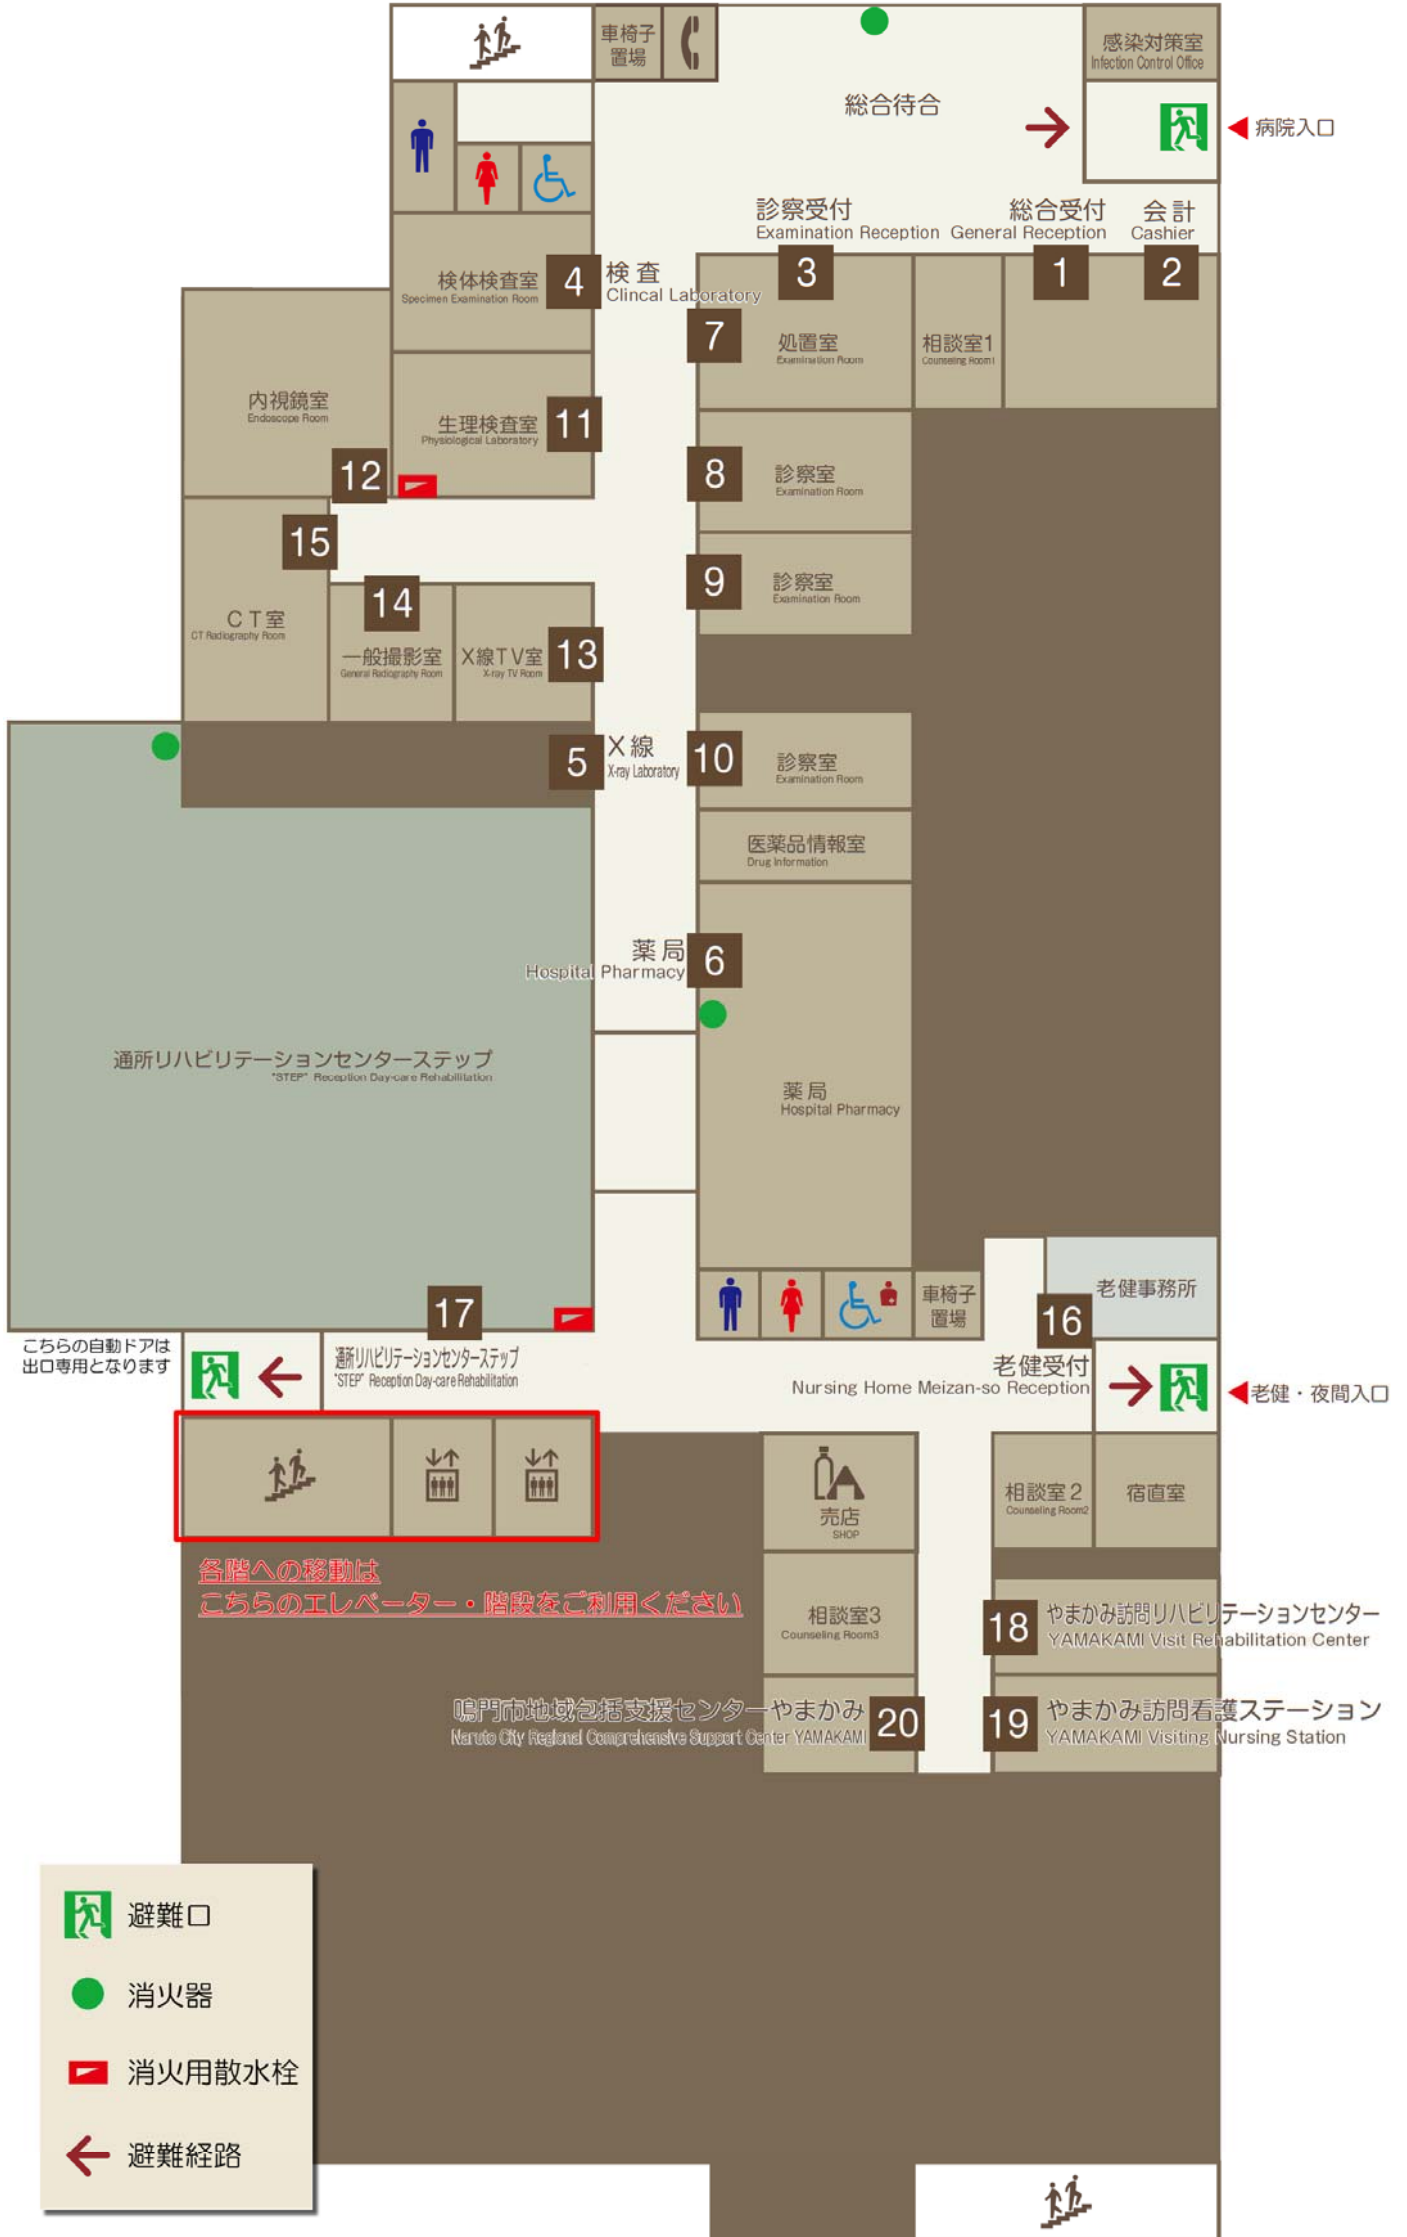 車椅子
置場
感染対策室
Infection Control Office
総合待合
病院入口
診察受付
Examination Reception
総合受付
General Reception
会計
Cashier
3
1
2
検体検査室
Specimen Examination Room
4
検査
Clincal Laboratory
7
処置室
Examination Room
相談室1
Counseling Room1
内視鏡室
Endoscope Room
生理検査室
Physiological Laboratory
11
12
8
診察室
Examination Room
15
9
診察室
Examination Room
14
CT室
CT Radiography Room
一般撮影室
General Radiography Room
X線TV室
X-ray TV Room
13
5
X線
X-ray Laboratory
10
診察室
Examination Room
医薬品情報室
Drug Information
薬局
Hospital Pharmacy
6
通所リハビリテーションセンターステップ
"STEP" Reception Day-care Rehabilitation
薬局
Hospital Pharmacy
17
車椅子
置場
16
老健事務所
こちらの自動ドアは
出口専用となります
通所リハビリテーションセンターステップ
"STEP" Reception Day-care Rehabilitation
老健受付
Nursing Home Meizan-so Reception
老健・夜間入口
売店
SHOP
相談室2
Counseling Room2
宿直室
各階への移動は
こちらのエレベーター・階段をご利用ください
相談室3
Counseling Room3
18
やまかみ訪問リハビリテーションセンター
YAMAKAMI Visit Rehabilitation Center
鳴門市地域包括支援センターやまかみ
Naruto City Regional Comprehensive Support Center YAMAKAMI
20
19
やまかみ訪問看護ステーション
YAMAKAMI Visiting Nursing Station
避難口
消火器
消火用散水栓
避難経路